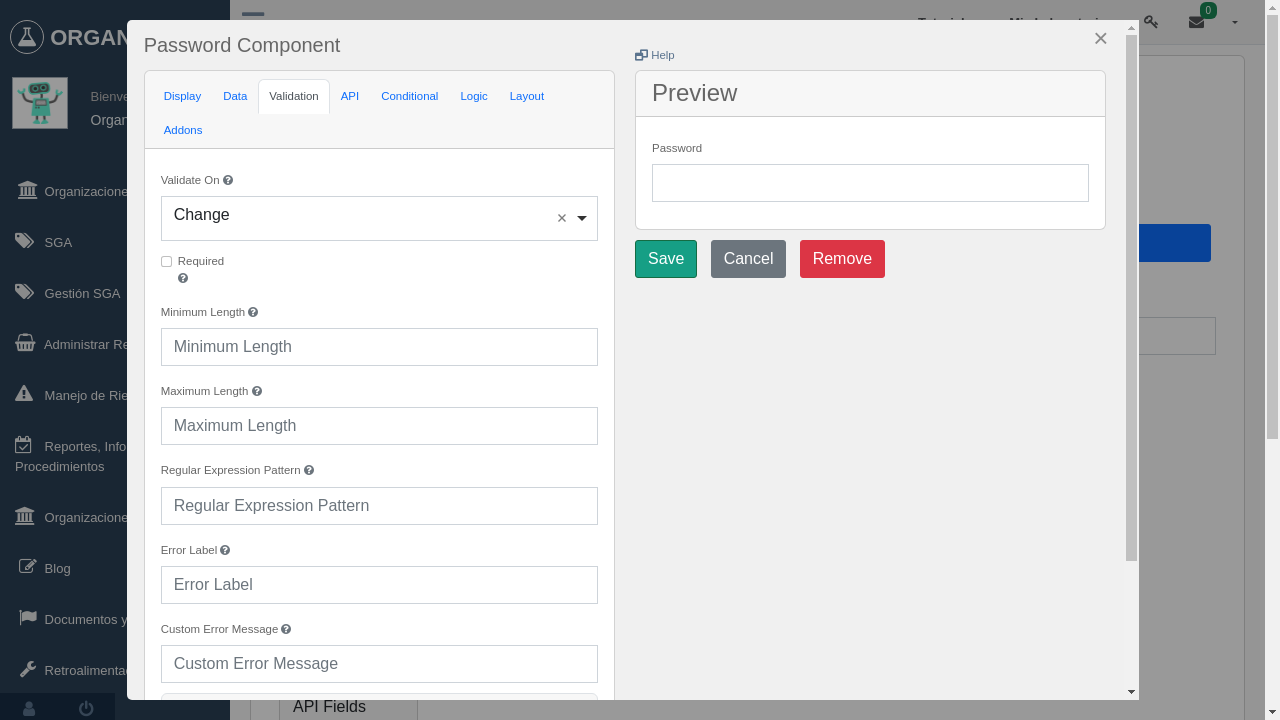 ORGAN
Bienve
Organ
Organizacione
SGA
Gestión SGA
Administrar Re
Manejo de Rie
Reportes, Info
Procedimientos
Organizacione
Blog
Documentos y
Retroalimenta
0
Password Component
×
Help
Display
Data
Validation
API
Conditional
Logic
Layout
Addons
Validate On
Change
×
Required
Minimum Length
Minimum Length
Maximum Length
Maximum Length
Regular Expression Pattern
Regular Expression Pattern
Error Label
Error Label
Custom Error Message
Custom Error Message
Preview
Password
Save
Cancel
Remove
API Fields